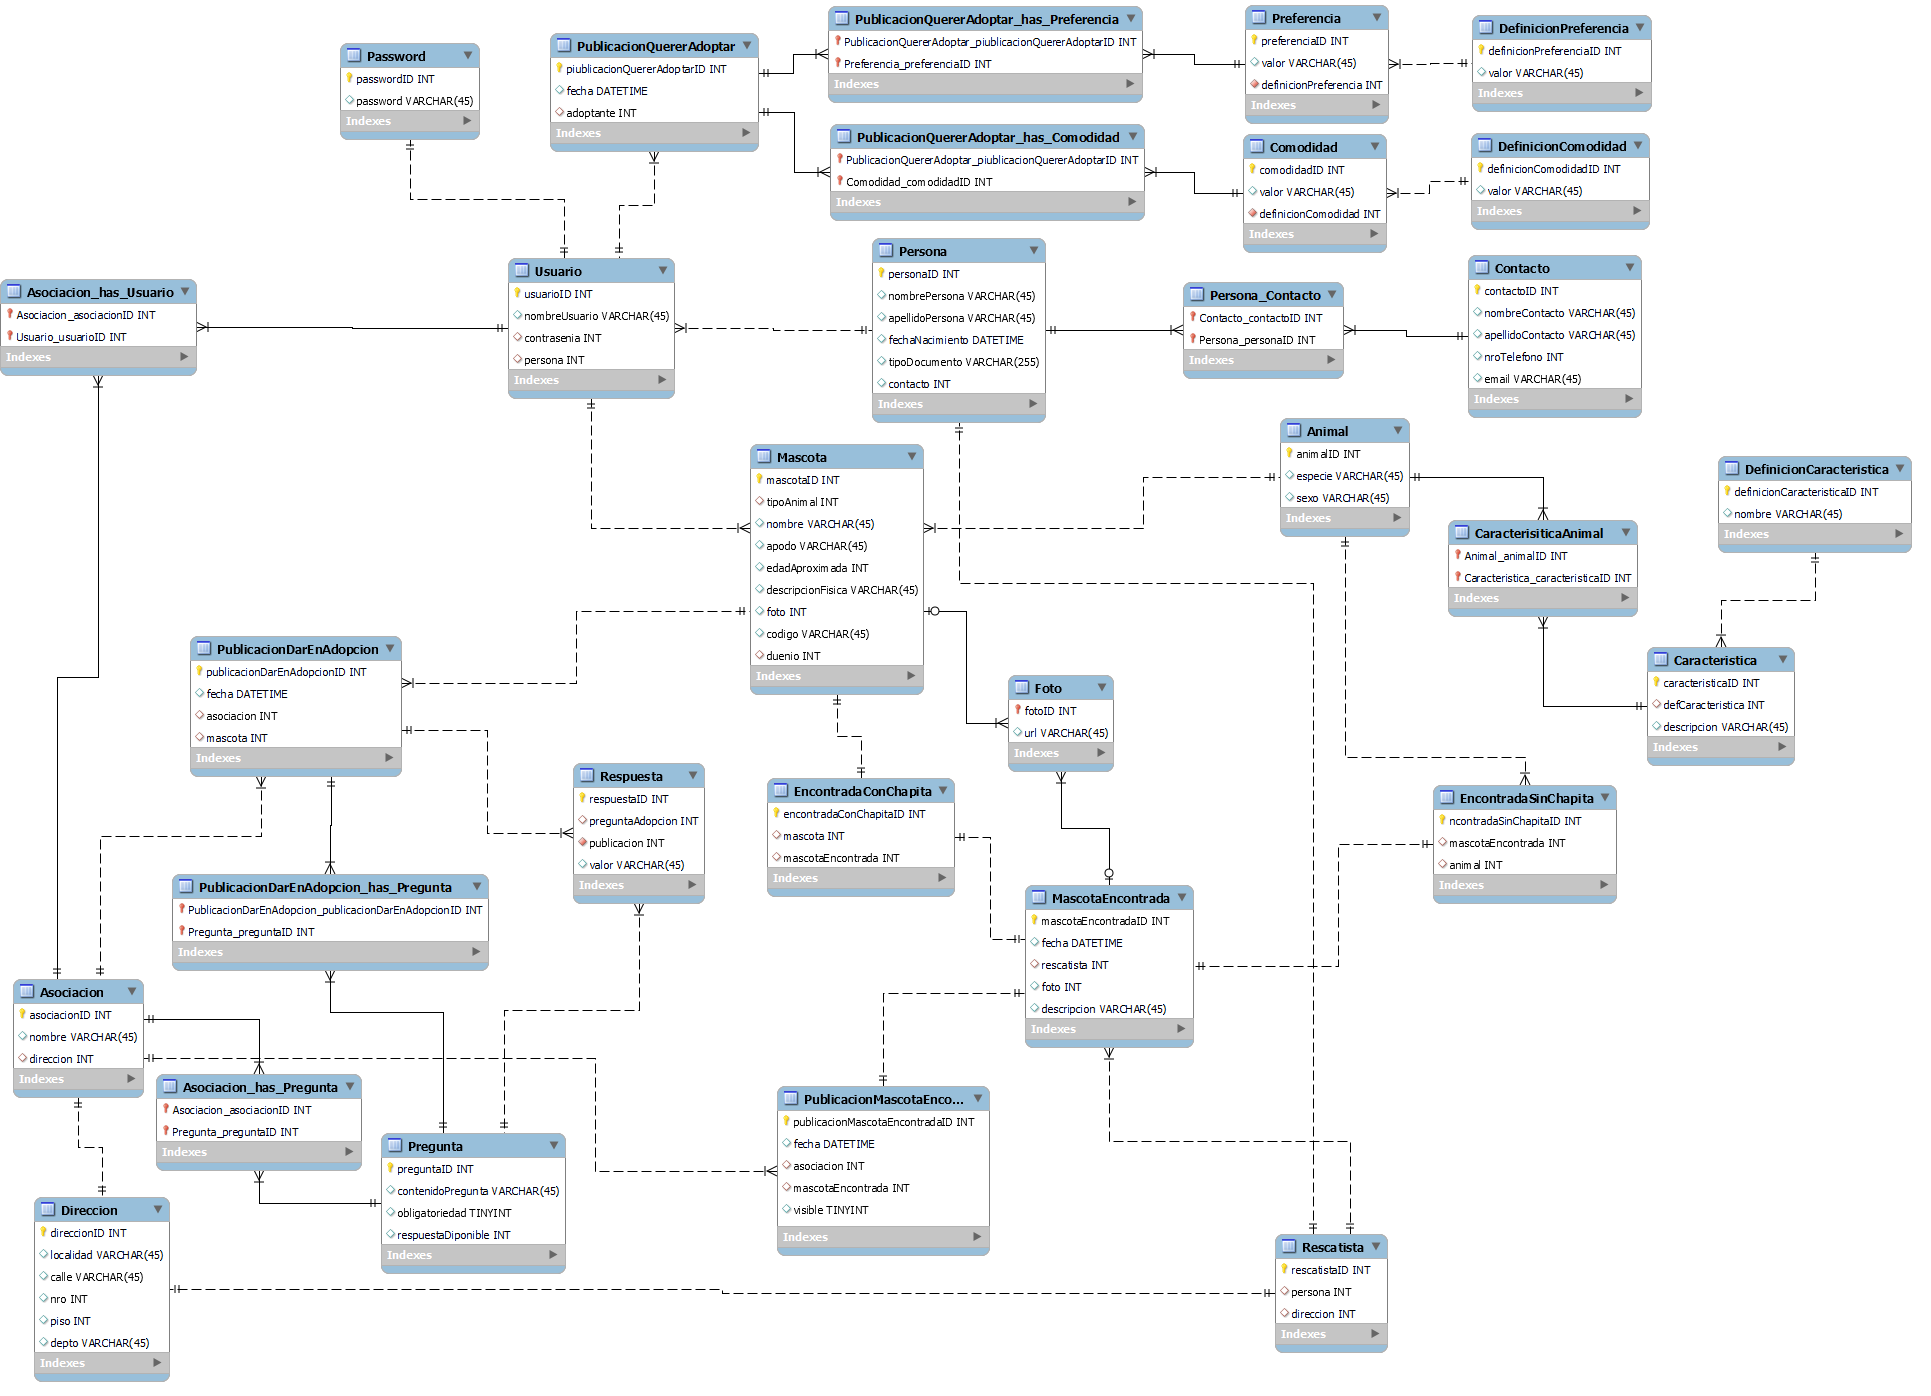 Password
passwordID INT
password VARCHAR(45)
Indexes
PublicacionQuererAdoptar
piublicacionQuererAdoptarID INT
fecha DATETIME
adoptante INT
Indexes
PublicacionQuererAdoptar_has_Preferencia
PublicacionQuererAdoptar_piublicacionQuererAdoptarID INT
Preferencia_preferenciaID INT
Indexes
Preferencia
preferenciaID INT
valor VARCHAR(45)
definicionPreferencia INT
Indexes
DefinicionPreferencia
definicionPreferenciaID INT
valor VARCHAR(45)
Indexes
PublicacionQuererAdoptar_has_Comodidad
PublicacionQuererAdoptar_piublicacionQuererAdoptarID INT
Comodidad_comodidadID INT
Indexes
Comodidad
comodidadID INT
valor VARCHAR(45)
definicionComodidad INT
Indexes
DefinicionComodidad
definicionComodidadID INT
valor VARCHAR(45)
Indexes
Asociacion_has_Usuario
Asociacion_asociacionID INT
Usuario_usuarioID INT
Indexes
Usuario
usuarioID INT
nombreUsuario VARCHAR(45)
contrasenia INT
persona INT
Indexes
Persona
personaID INT
nombrePersona VARCHAR(45)
apellidoPersona VARCHAR(45)
fechaNacimiento DATETIME
tipoDocumento VARCHAR(255)
contacto INT
Indexes
Persona_Contacto
Contacto_contactoID INT
Persona_personaID INT
Indexes
Contacto
contactoID INT
nombreContacto VARCHAR(45)
apellidoContacto VARCHAR(45)
nroTelefono INT
email VARCHAR(45)
Indexes
Mascota
mascotaID INT
tipoAnimal INT
nombre VARCHAR(45)
apodo VARCHAR(45)
edadAproximada INT
descripcionFisica VARCHAR(45)
foto INT
codigo VARCHAR(45)
duenio INT
Indexes
Animal
animalID INT
especie VARCHAR(45)
sexo VARCHAR(45)
Indexes
DefinicionCaracteristica
definicionCaracteristicaID INT
nombre VARCHAR(45)
Indexes
CaracterisiticaAnimal
Animal_animalID INT
Caracteristica_caracteristicaID INT
Indexes
Caracteristica
caracteristicaID INT
defCaracteristica INT
descripcion VARCHAR(45)
Indexes
PublicacionDarEnAdopcion
publicacionDarEnAdopcionID INT
fecha DATETIME
asociacion INT
mascota INT
Indexes
Foto
fotoID INT
url VARCHAR(45)
Indexes
Respuesta
respuestaID INT
preguntaAdopcion INT
publicacion INT
valor VARCHAR(45)
Indexes
EncontradaConChapita
encontradaConChapitaID INT
mascota INT
mascotaEncontrada INT
Indexes
EncontradaSinChapita
ncontradaSinChapitaID INT
mascotaEncontrada INT
animal INT
Indexes
PublicacionDarEnAdopcion_has_Pregunta
PublicacionDarEnAdopcion_publicacionDarEnAdopcionID INT
Pregunta_preguntaID INT
Indexes
MascotaEncontrada
mascotaEncontradaID INT
fecha DATETIME
rescatista INT
foto INT
descripcion VARCHAR(45)
Indexes
Asociacion
asociacionID INT
nombre VARCHAR(45)
direccion INT
Indexes
Asociacion_has_Pregunta
Asociacion_asociacionID INT
Pregunta_preguntaID INT
Indexes
Pregunta
preguntaID INT
contenidoPregunta VARCHAR(45)
obligatoriedad TINYINT
respuestaDiponible INT
Indexes
PublicacionMascotaEnco...
publicacionMascotaEncontradaID INT
fecha DATETIME
asociacion INT
mascotaEncontrada INT
visible TINYINT
Indexes
Direccion
direccionID INT
localidad VARCHAR(45)
calle VARCHAR(45)
nro INT
piso INT
depto VARCHAR(45)
Indexes
Rescatista
rescatistaID INT
persona INT
direccion INT
Indexes